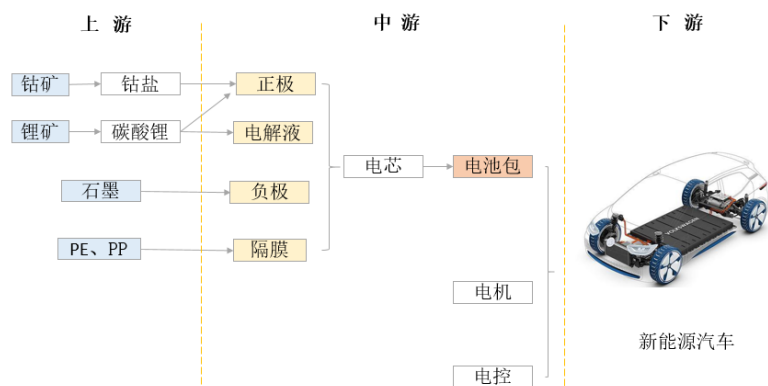 上 游
中 游
下 游
钴矿
钴盐
正极
锂矿
碳酸锂
电解液
电芯
电池包
石墨
负极
PE、PP
隔膜
电机
新能源汽车
电控
VOLKSWAGEN